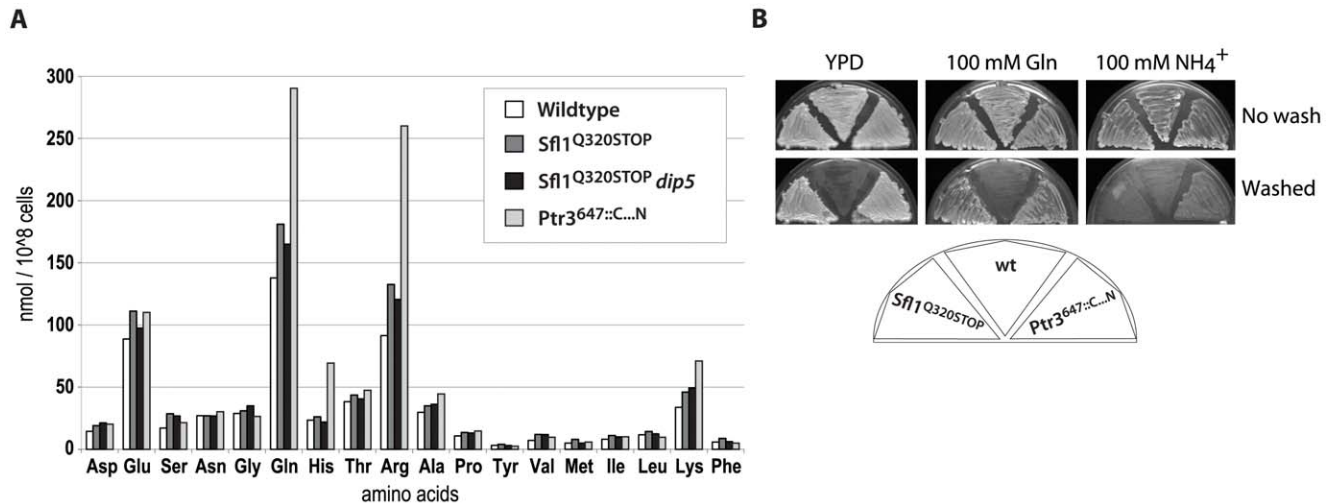 A
nmol / 10^8 cells
300
250
200
150
100
50
0
Wildtype
Sfl1Q320STOP
Sfl1Q320STOP dip5
Ptr3647::C...N
Asp Glu Ser Asn Gly Gln His Thr Arg Ala Pro Tyr Val Met Ile Leu Lys Phe
amino acids
B
YPD 100 mM Gln 100 mM NH4+
No wash
Washed
wt
Sfl1Q320STOP
Ptr3647::C...N